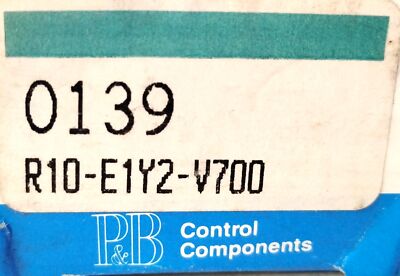 0139
R10-E1Y2-V700
P&B Control
Components